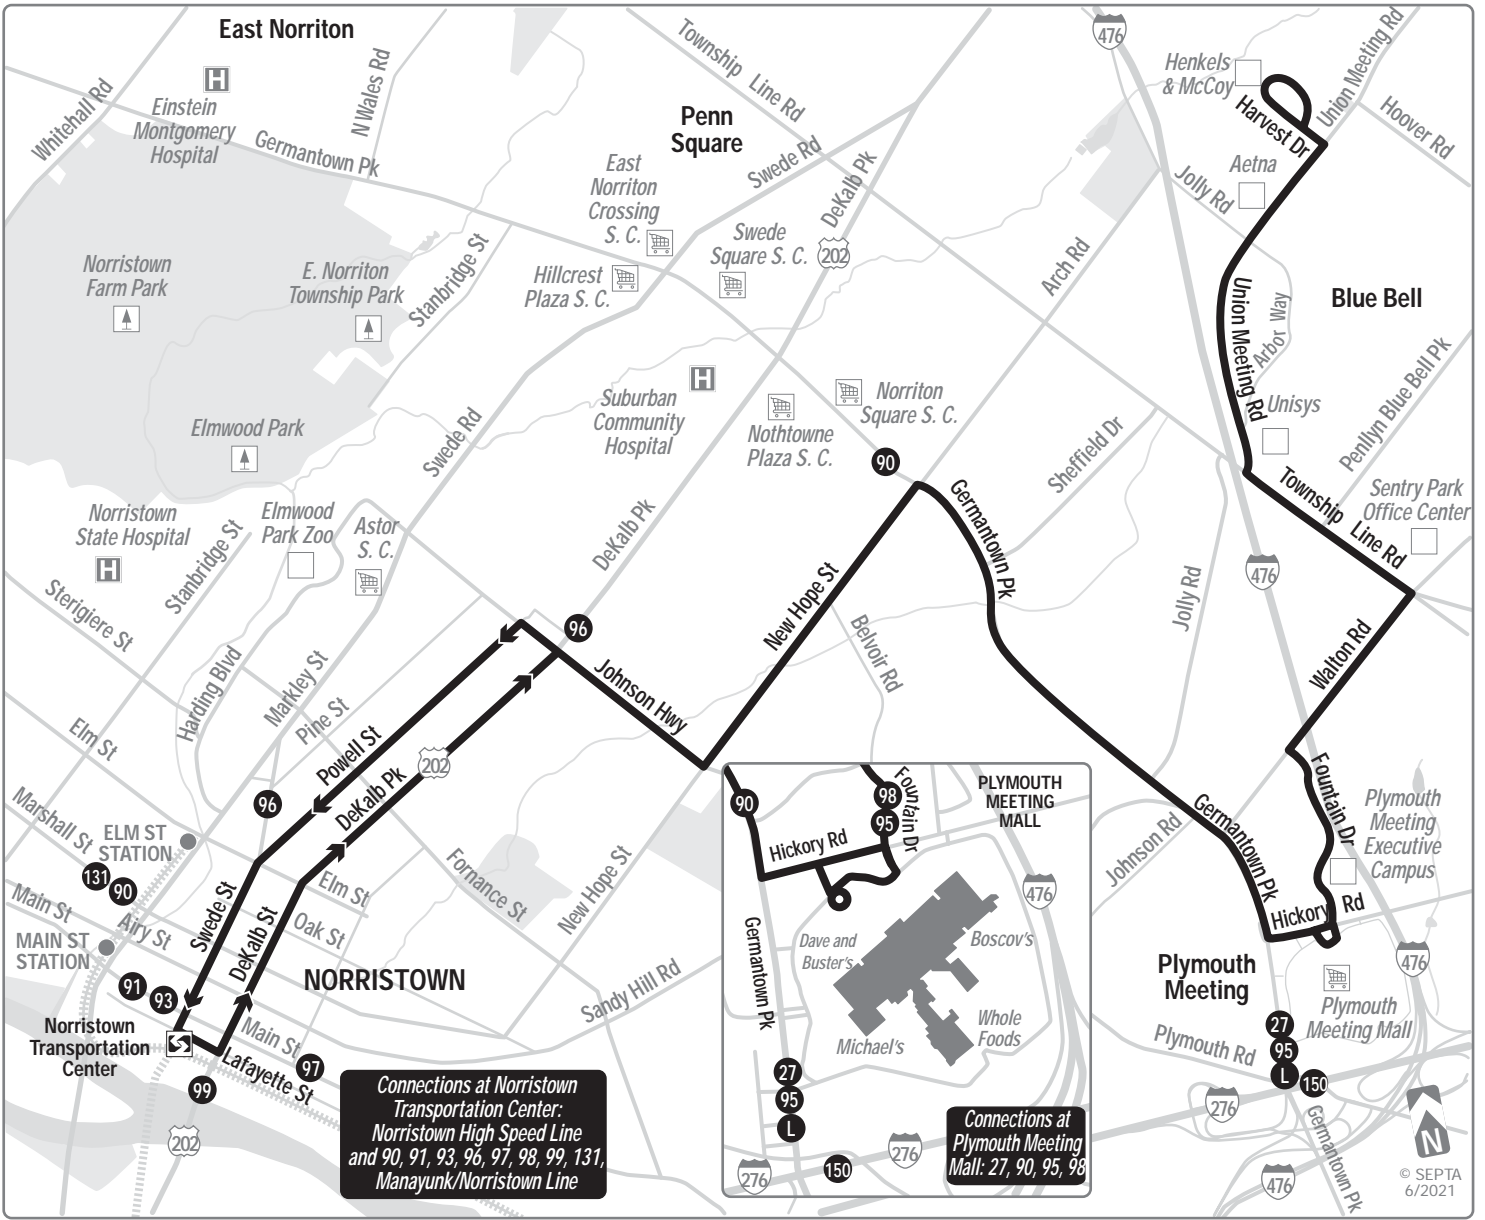 East Norriton
H
Einstein
Montgomery
Hospital
Whitehall Rd
N Wales Rd
Germantown Pk
Township Line Rd
Penn
Square
Swede Rd
DeKalb Pk
East
Norriton
Crossing
S. C.
Swede
Square S. C.
202
Hillcrest
Plaza S. C.
Norristown
Farm Park
E. Norriton
Township Park
Stanbridge St
Arch Rd
476
Henkels
& McCoy
Harvest Dr
Union Meeting Rd
Hoover Rd
Aetna
Jolly Rd
Union Meeting Rd
Arbor Way
Blue Bell
Penllyn Blue Bell Pk
Unisys
Township Line Rd
Sentry Park
Office Center
476
H
Suburban
Community
Hospital
Nothtowne
Plaza S. C.
Norriton
Square S. C.
90
Sheffield Dr
Elmwood Park
Swede Rd
DeKalb Pk
Norristown
State Hospital
H
Elmwood
Park Zoo
Astor
S. C.
Stanbridge St
Sterigiere St
Harding Blvd
Markley St
Pine St
Elm St
96
Johnson Hwy
New Hope St
Belvoir Rd
Germantown Pk
Jolly Rd
Walton Rd
Fountain Dr
Plymouth
Meeting
Executive
Campus
Johnson Rd
Germantown Pk
Hickory Rd
Powell St
202
DeKalb Pk
96
Marshall St
ELM ST
STATION
131
90
Main St
Airy St
MAIN ST
STATION
Swede St
DeKalb St
Elm St
Oak St
Fornance St
New Hope St
Sandy Hill Rd
NORRISTOWN
91
93
Norristown
Transportation
Center
Main St
Lafayette St
97
99
202
Connections at Norristown
Transportation Center:
Norristown High Speed Line
and 90, 91, 93, 96, 97, 98, 99, 131,
Manayunk/Norristown Line
PLYMOUTH
MEETING
MALL
90
98
95
Fountain Dr
Hickory Rd
476
Germantown Pk
Dave and
Buster's
Boscov's
Michael's
Whole
Foods
27
95
L
150
276
276
Connections at
Plymouth Meeting
Mall: 27, 90, 95, 98
Plymouth
Meeting
476
Plymouth
Meeting Mall
Plymouth Rd
27
95
L
150
276
Germantown Pk
476
N
© SEPTA
6/2021